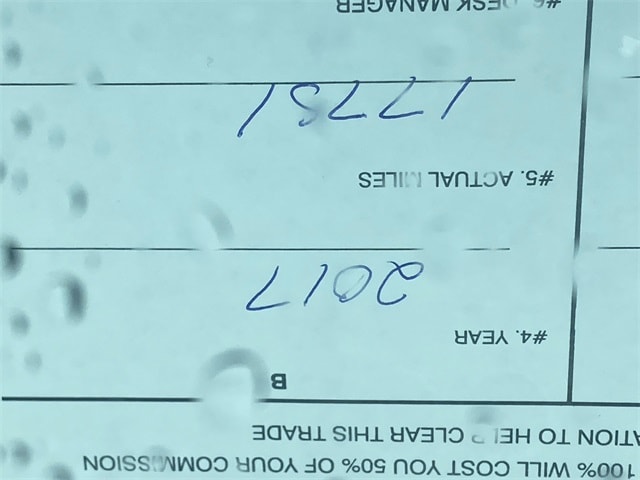 100% WILL COST YOU 50% OF YOUR COMMISSION
ATION TO HELP CLEAR THIS TRADE
B
#4. YEAR
2017
#5. ACTUAL MILES
17751
#6. DESK MANAGER